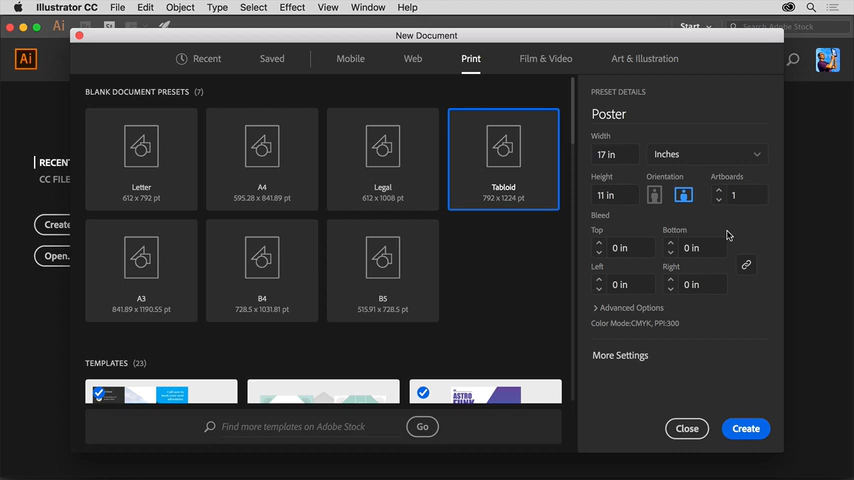 Illustrator CC File Edit Object Type Select Effect View Window Help
Ai Br St Start Search Adobe Stock
New Document
Ai
Recent Saved Mobile Web Print Film & Video Art & Illustration
BLANK DOCUMENT PRESETS (7)
Letter
612 x 792 pt
A4
595.28 x 841.89 pt
Legal
612 x 1008 pt
Tabloid
792 x 1224 pt
A3
841.89 x 1190.55 pt
B4
728.5 x 1031.81 pt
B5
515.91 x 728.5 pt
TEMPLATES (23)
ASTRO
FUNK
Find more templates on Adobe Stock Go
RECENT
CC FILE
Create
Open...
PRESET DETAILS
Poster
Width
17 in Inches
Height Orientation Artboards
11 in 1
Bleed
Top Bottom
0 in 0 in
Left Right
0 in 0 in
Advanced Options
Color Mode:CMYK, PPI:300
More Settings
Close Create